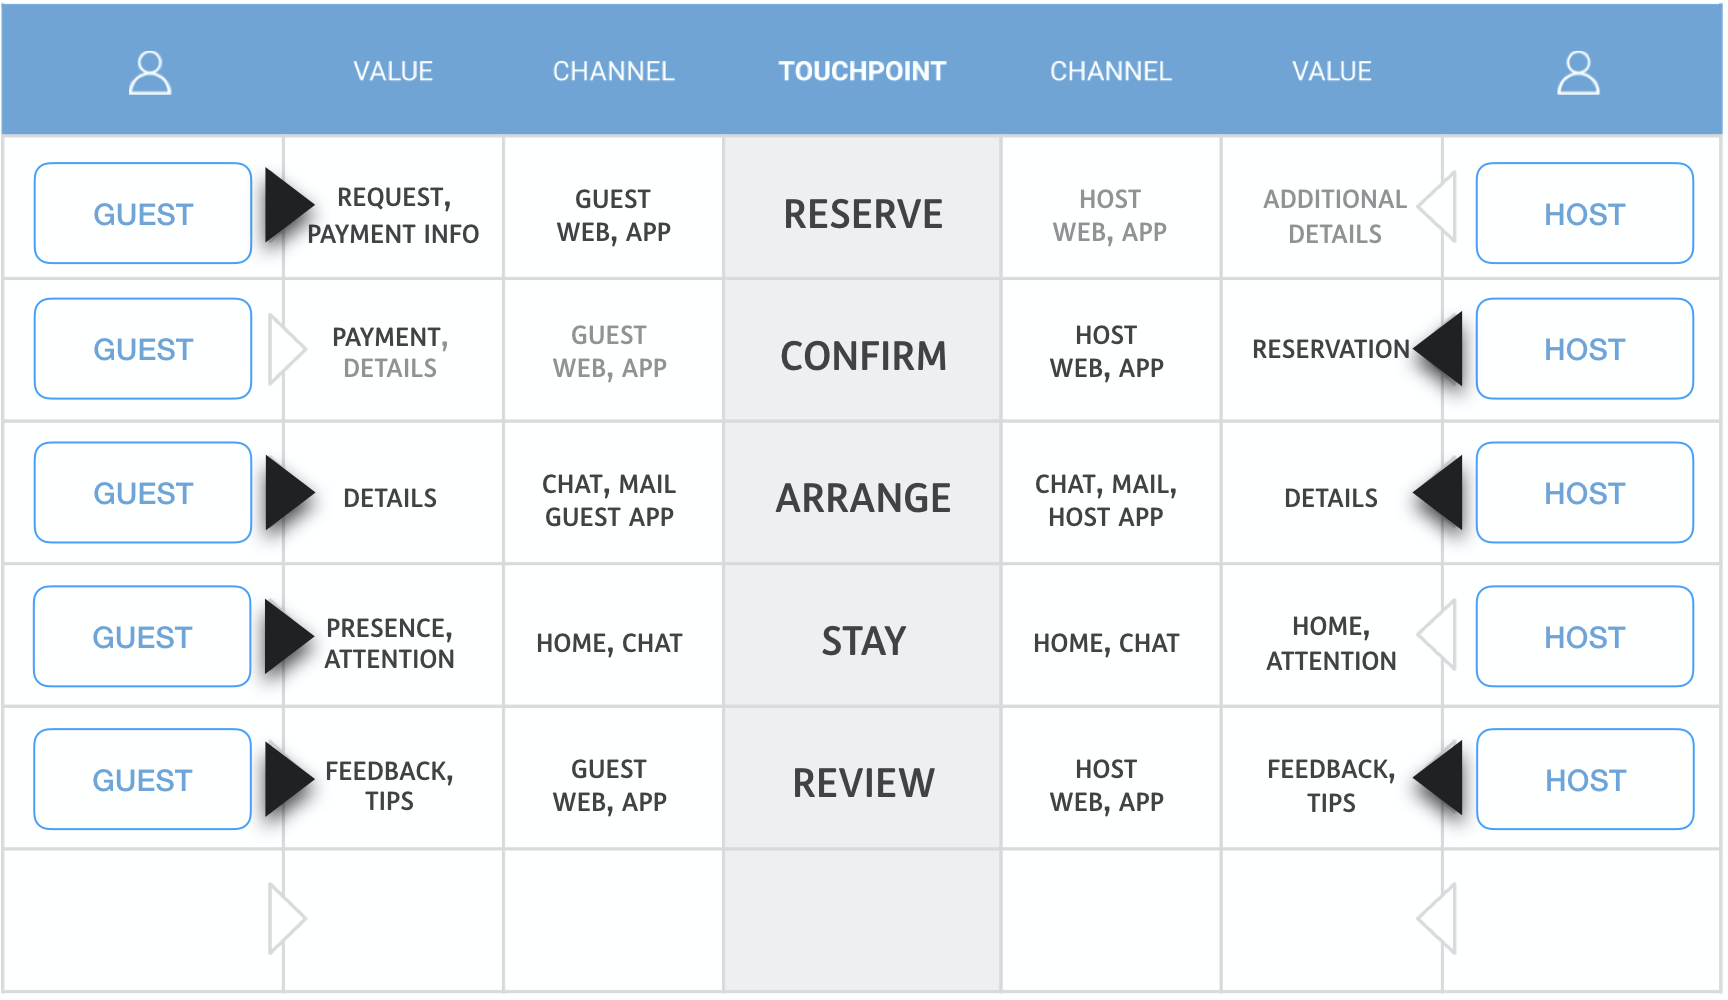 VALUE CHANNEL TOUCHPOINT CHANNEL VALUE
GUEST
REQUEST,
PAYMENT INFO
GUEST
WEB, APP
RESERVE
HOST
WEB, APP
ADDITIONAL
DETAILS
HOST
GUEST
PAYMENT,
DETAILS
GUEST
WEB, APP
CONFIRM
HOST
WEB, APP
RESERVATION
HOST
GUEST
DETAILS
CHAT, MAIL
GUEST APP
ARRANGE
CHAT, MAIL,
HOST APP
DETAILS
HOST
GUEST
PRESENCE,
ATTENTION
HOME, CHAT
STAY
HOME, CHAT
HOME,
ATTENTION
HOST
GUEST
FEEDBACK,
TIPS
GUEST
WEB, APP
REVIEW
HOST
WEB, APP
FEEDBACK,
TIPS
HOST